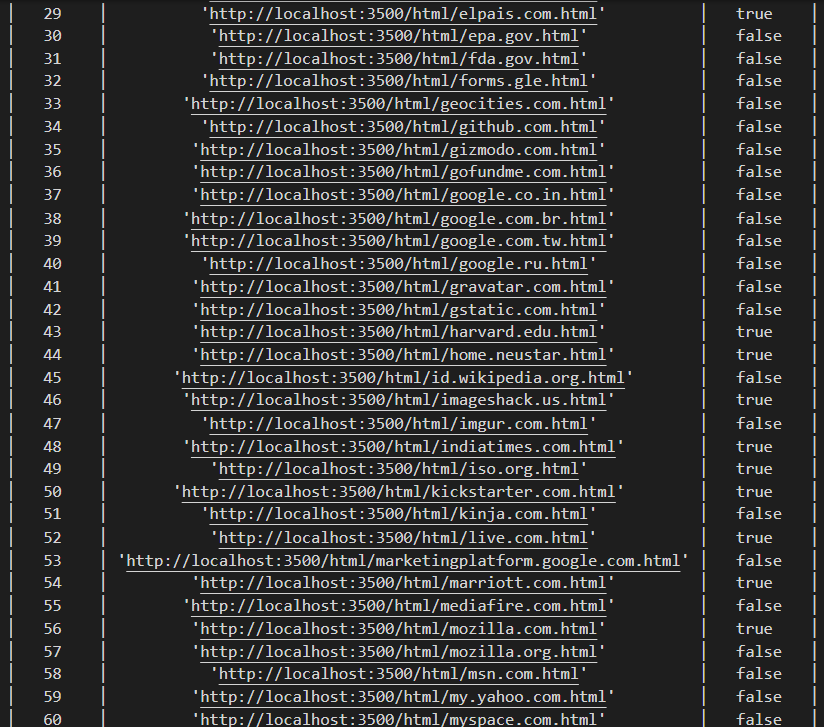 | 29 | 'http://localhost:3500/html/elpais.com.html' | true |
| 30 | 'http://localhost:3500/html/epa.gov.html' | false |
| 31 | 'http://localhost:3500/html/fda.gov.html' | false |
| 32 | 'http://localhost:3500/html/forms.gle.html' | false |
| 33 | 'http://localhost:3500/html/geocities.com.html' | false |
| 34 | 'http://localhost:3500/html/github.com.html' | false |
| 35 | 'http://localhost:3500/html/gizmodo.com.html' | false |
| 36 | 'http://localhost:3500/html/gofundme.com.html' | false |
| 37 | 'http://localhost:3500/html/google.co.in.html' | false |
| 38 | 'http://localhost:3500/html/google.com.br.html' | false |
| 39 | 'http://localhost:3500/html/google.com.tw.html' | false |
| 40 | 'http://localhost:3500/html/google.ru.html' | false |
| 41 | 'http://localhost:3500/html/gravatar.com.html' | false |
| 42 | 'http://localhost:3500/html/gstatic.com.html' | false |
| 43 | 'http://localhost:3500/html/harvard.edu.html' | true |
| 44 | 'http://localhost:3500/html/home.neustar.html' | true |
| 45 | 'http://localhost:3500/html/id.wikipedia.org.html' | false |
| 46 | 'http://localhost:3500/html/imageshack.us.html' | true |
| 47 | 'http://localhost:3500/html/imgur.com.html' | false |
| 48 | 'http://localhost:3500/html/indiatimes.com.html' | true |
| 49 | 'http://localhost:3500/html/iso.org.html' | true |
| 50 | 'http://localhost:3500/html/kickstarter.com.html' | true |
| 51 | 'http://localhost:3500/html/kinja.com.html' | false |
| 52 | 'http://localhost:3500/html/live.com.html' | true |
| 53 | 'http://localhost:3500/html/marketingplatform.google.com.html' | false |
| 54 | 'http://localhost:3500/html/marriott.com.html' | true |
| 55 | 'http://localhost:3500/html/mediafire.com.html' | false |
| 56 | 'http://localhost:3500/html/mozilla.com.html' | true |
| 57 | 'http://localhost:3500/html/mozilla.org.html' | false |
| 58 | 'http://localhost:3500/html/msn.com.html' | false |
| 59 | 'http://localhost:3500/html/my.yahoo.com.html' | false |
| 60 | 'http://localhost:3500/html/myspace.com.html' | false |